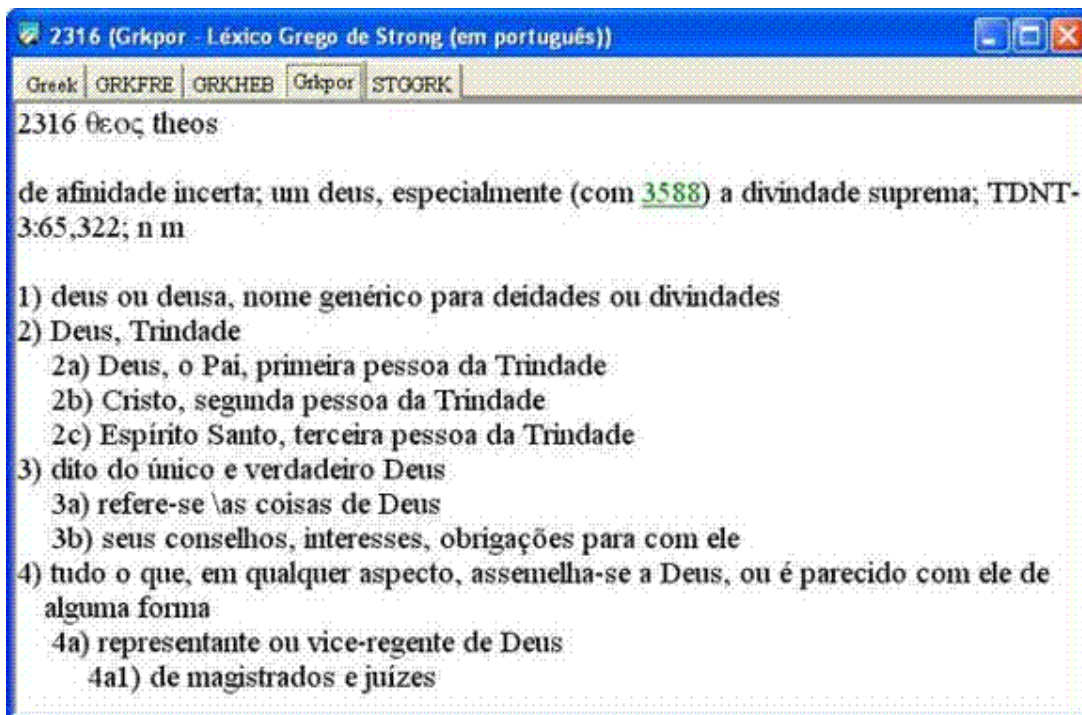 2316 (Grkpor - Léxico Grego de Strong (em português))
Greek GRKFRE GRKHEB Grkpor STGGRK
2316 θεος theos
de afinidade incerta; um deus, especialmente (com 3588) a divindade suprema; TDNT-
3:65,322; n m
1) deus ou deusa, nome genérico para deidades ou divindades
2) Deus, Trindade
2a) Deus, o Pai, primeira pessoa da Trindade
2b) Cristo, segunda pessoa da Trindade
2c) Espírito Santo, terceira pessoa da Trindade
3) dito do único e verdadeiro Deus
3a) refere-se \as coisas de Deus
3b) seus conselhos, interesses, obrigações para com ele
4) tudo o que, em qualquer aspecto, assemelha-se a Deus, ou é parecido com ele de
alguma forma
4a) representante ou vice-regente de Deus
4a1) de magistrados e juízes